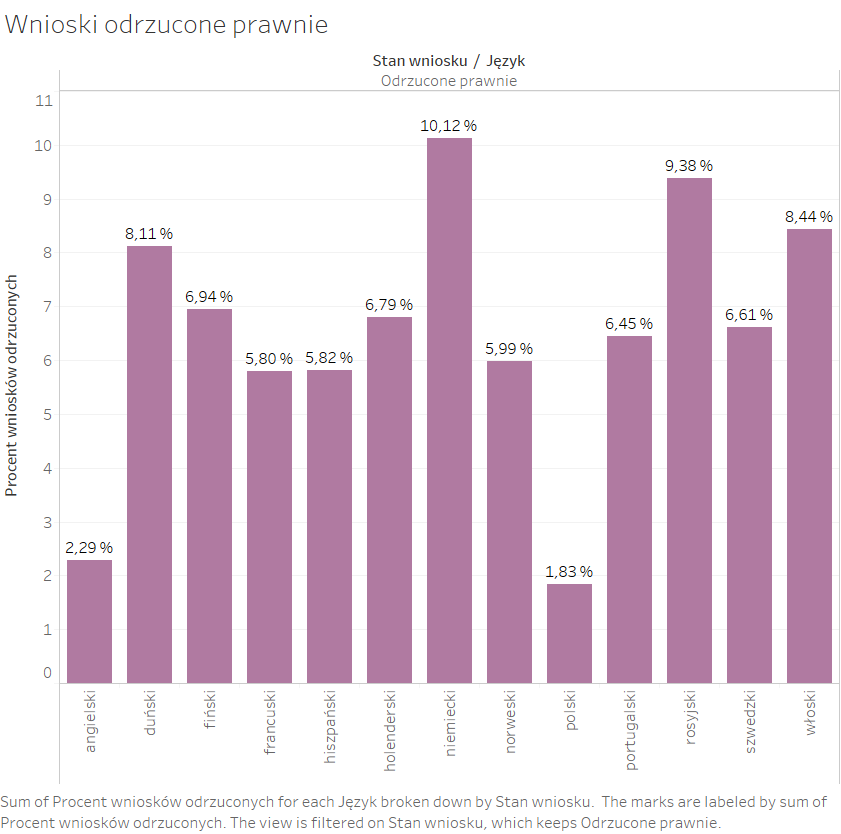 Wnioski odrzucone prawnie
Stan wniosku / Język
Odrzucone prawnie
Procent wniosków odrzuconych
11
10
9
8
7
6
5
4
3
2
1
0
2,29 %
8,11 %
6,94 %
5,80 %
5,82 %
6,79 %
10,12 %
5,99 %
1,83 %
6,45 %
9,38 %
6,61 %
8,44 %
angielski
duński
fiński
francuski
hiszpański
holenderski
niemiecki
norweski
polski
portugalski
rosyjski
szwedzki
włoski
Sum of Procent wniosków odrzuconych for each Język broken down by Stan wniosku.  The marks are labeled by sum of
Procent wniosków odrzuconych. The view is filtered on Stan wniosku, which keeps Odrzucone prawnie.